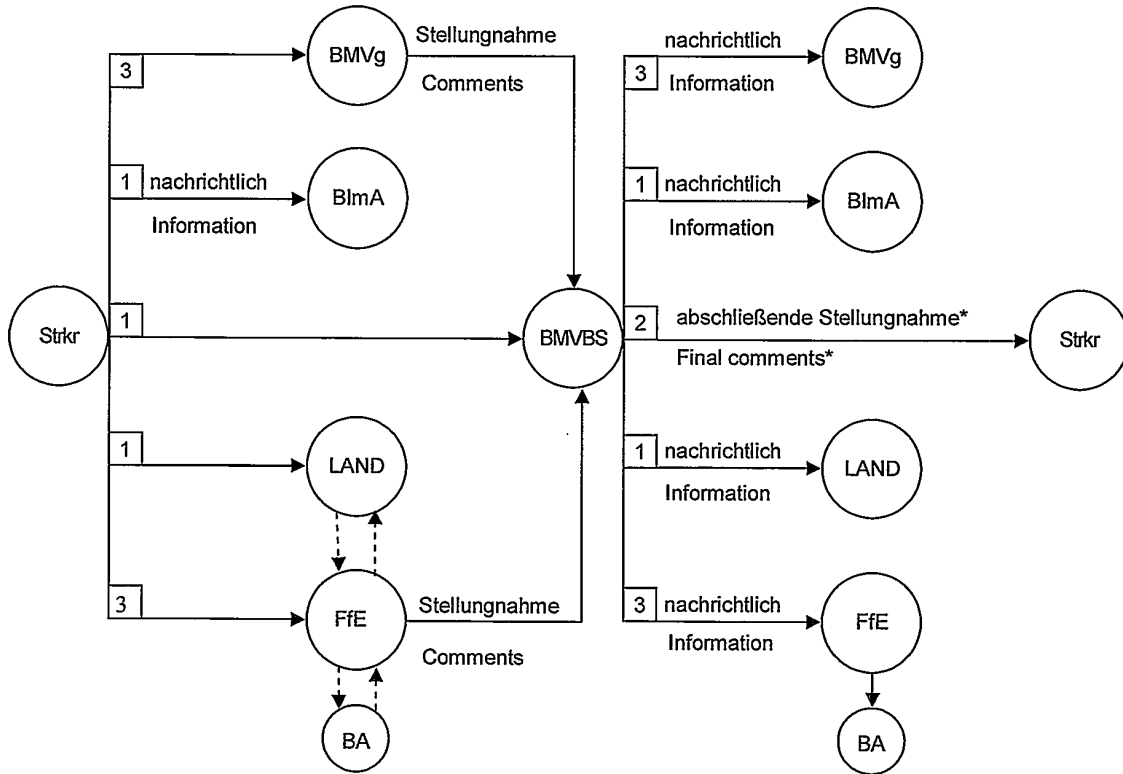 Strkr
3
BMVg
Stellungnahme
Comments
1
nachrichtlich
Information
BImA
1
BMVBS
1
LAND
3
FfE
Stellungnahme
Comments
BA
3
nachrichtlich
Information
BMVg
1
nachrichtlich
Information
BImA
2
abschließende Stellungnahme*
Final comments*
Strkr
1
nachrichtlich
Information
LAND
3
nachrichtlich
Information
FfE
BA